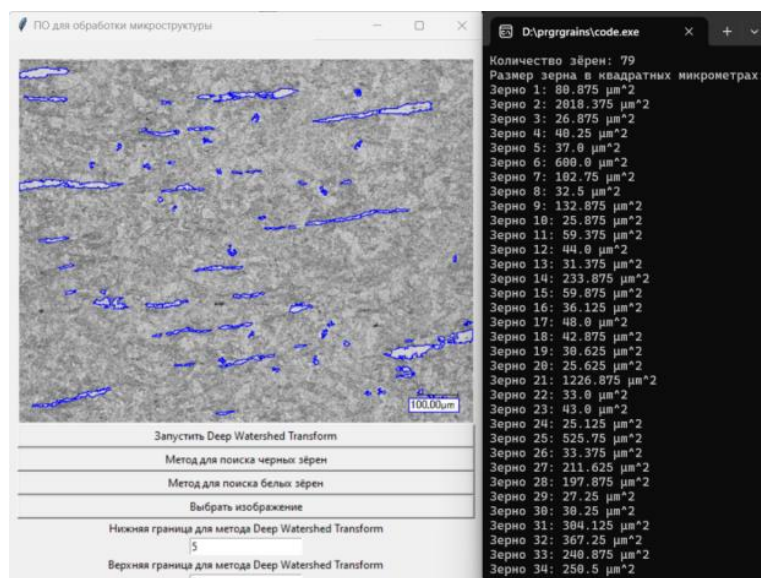 ПО для обработки микроструктуры
100,00µm
Запустить Deep Watershed Transform
Метод для поиска черных зёрен
Метод для поиска белых зёрен
Выбрать изображение
Нижняя граница для метода Deep Watershed Transform
5
Верхняя граница для метода Deep Watershed Transform
D:\prgrgrains\code.exe
Количество зёрен: 79
Размер зерна в квадратных микрометрах
Зерно 1: 80.875 µm^2
Зерно 2: 2018.375 µm^2
Зерно 3: 26.875 µm^2
Зерно 4: 40.25 µm^2
Зерно 5: 37.0 µm^2
Зерно 6: 600.0 µm^2
Зерно 7: 102.75 µm^2
Зерно 8: 32.5 µm^2
Зерно 9: 132.875 µm^2
Зерно 10: 25.875 µm^2
Зерно 11: 59.375 µm^2
Зерно 12: 44.0 µm^2
Зерно 13: 31.375 µm^2
Зерно 14: 233.875 µm^2
Зерно 15: 59.875 µm^2
Зерно 16: 36.125 µm^2
Зерно 17: 48.0 µm^2
Зерно 18: 42.875 µm^2
Зерно 19: 30.625 µm^2
Зерно 20: 25.625 µm^2
Зерно 21: 1226.875 µm^2
Зерно 22: 33.0 µm^2
Зерно 23: 43.0 µm^2
Зерно 24: 25.125 µm^2
Зерно 25: 525.75 µm^2
Зерно 26: 33.375 µm^2
Зерно 27: 211.625 µm^2
Зерно 28: 197.875 µm^2
Зерно 29: 27.25 µm^2
Зерно 30: 30.25 µm^2
Зерно 31: 304.125 µm^2
Зерно 32: 367.25 µm^2
Зерно 33: 240.875 µm^2
Зерно 34: 250.5 µm^2